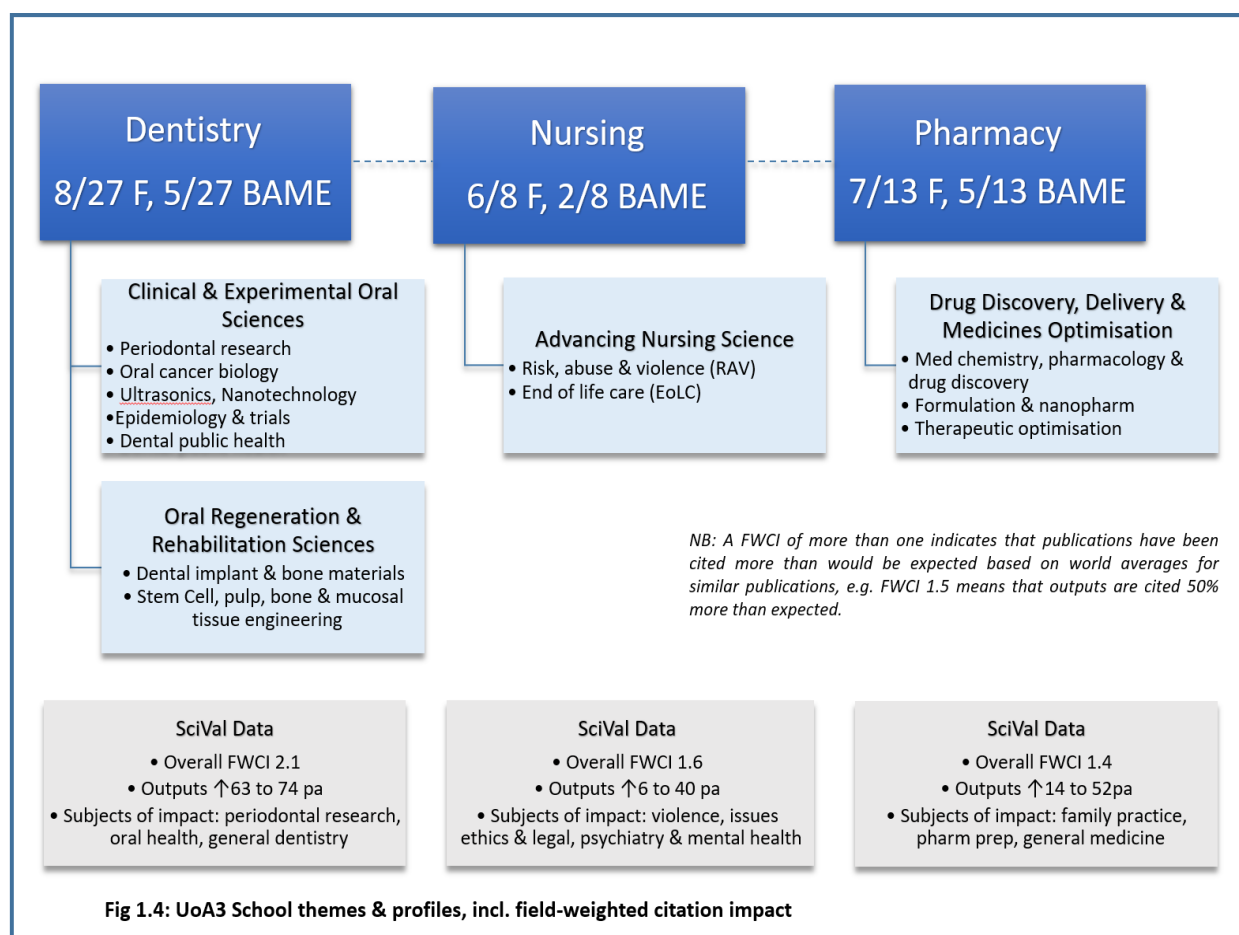 Dentistry
8/27 F, 5/27 BAME
Nursing
6/8 F, 2/8 BAME
Pharmacy
7/13 F, 5/13 BAME
Clinical & Experimental Oral
Sciences
• Periodontal research
• Oral cancer biology
• Ultrasonics, Nanotechnology
•Epidemiology & trials
• Dental public health
Advancing Nursing Science
• Risk, abuse & violence (RAV)
• End of life care (EoLC)
Drug Discovery, Delivery &
Medicines Optimisation
• Med chemistry, pharmacology &
drug discovery
• Formulation & nanopharm
• Therapeutic optimisation
Oral Regeneration &
Rehabilitation Sciences
• Dental implant & bone materials
• Stem Cell, pulp, bone & mucosal
tissue engineering
NB: A FWCI of more than one indicates that publications have been
cited more than would be expected based on world averages for
similar publications, e.g. FWCI 1.5 means that outputs are cited 50%
more than expected.
SciVal Data
• Overall FWCI 2.1
• Outputs ↑63 to 74 pa
• Subjects of impact: periodontal research,
oral health, general dentistry
SciVal Data
• Overall FWCI 1.6
• Outputs ↑6 to 40 pa
• Subjects of impact: violence, issues
ethics & legal, psychiatry & mental health
SciVal Data
• Overall FWCI 1.4
• Outputs ↑14 to 52pa
• Subjects of impact: family practice,
pharm prep, general medicine
Fig 1.4: UoA3 School themes & profiles, incl. field-weighted citation impact